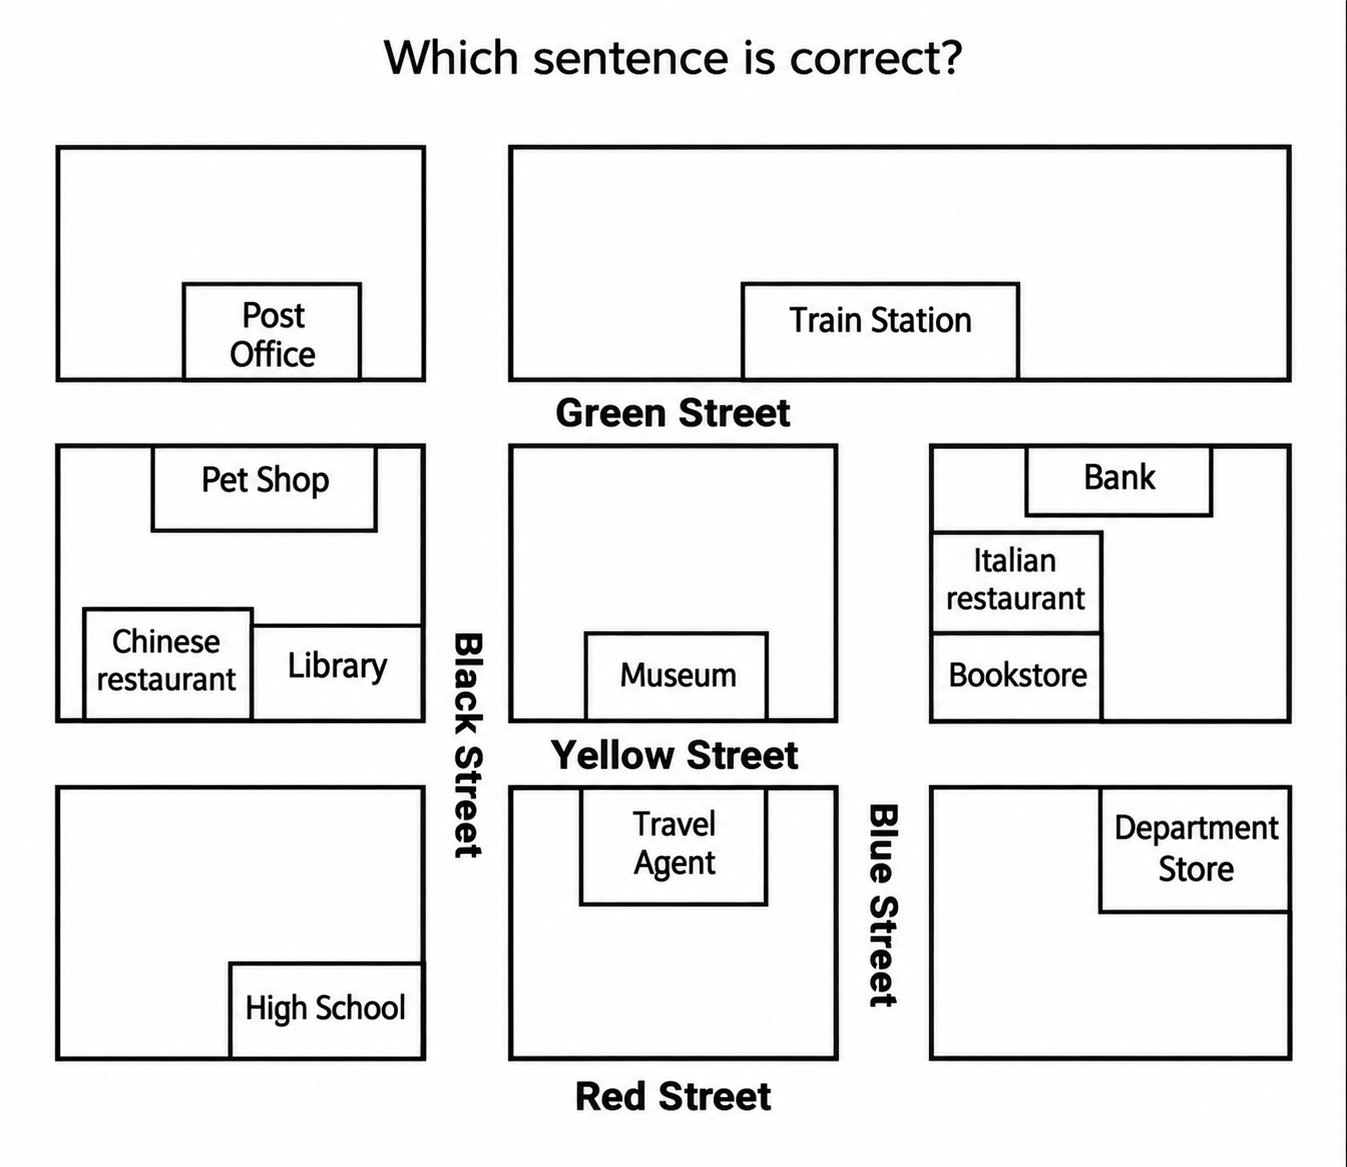 Which sentence is correct?
Post
Office
Train Station
Green Street
Pet Shop
Bank
Italian
restaurant
Chinese
restaurant
Library
Black Street
Museum
Bookstore
Yellow Street
Travel
Agent
Blue Street
Department
Store
High School
Red Street